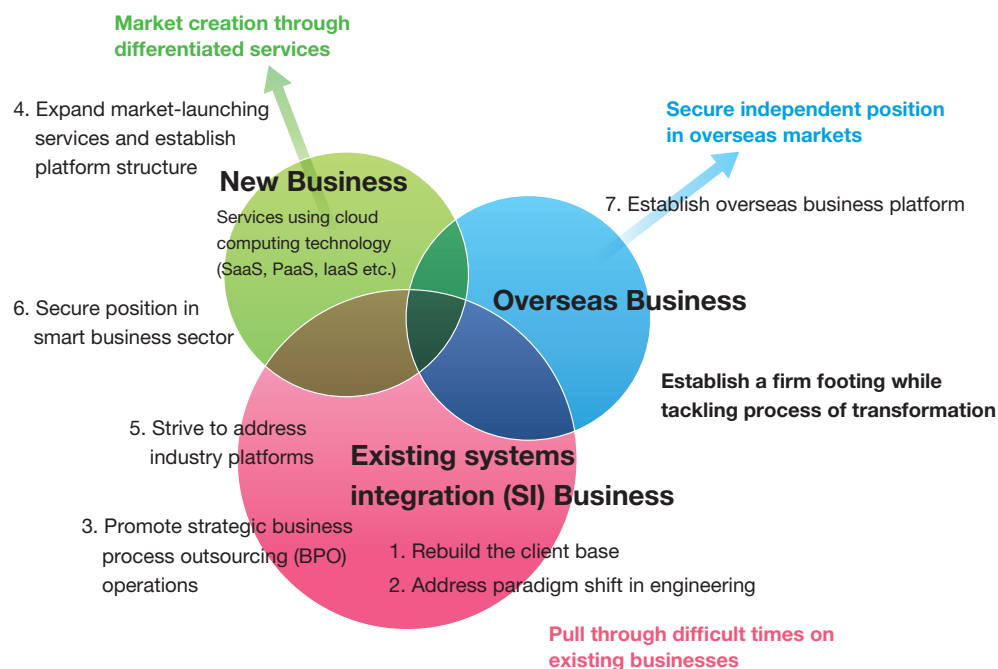 Market creation through
differentiated services
4. Expand market-launching
services and establish
platform structure
Secure independent position
in overseas markets
New Business
Services using cloud
computing technology
(SaaS, PaaS, IaaS etc.)
7. Establish overseas business platform
6. Secure position in
smart business sector
Overseas Business
Establish a firm footing while
tackling process of transformation
5. Strive to address
industry platforms
Existing systems
integration (SI) Business
3. Promote strategic business
process outsourcing (BPO)
operations
1. Rebuild the client base
2. Address paradigm shift in engineering
Pull through difficult times on
existing businesses